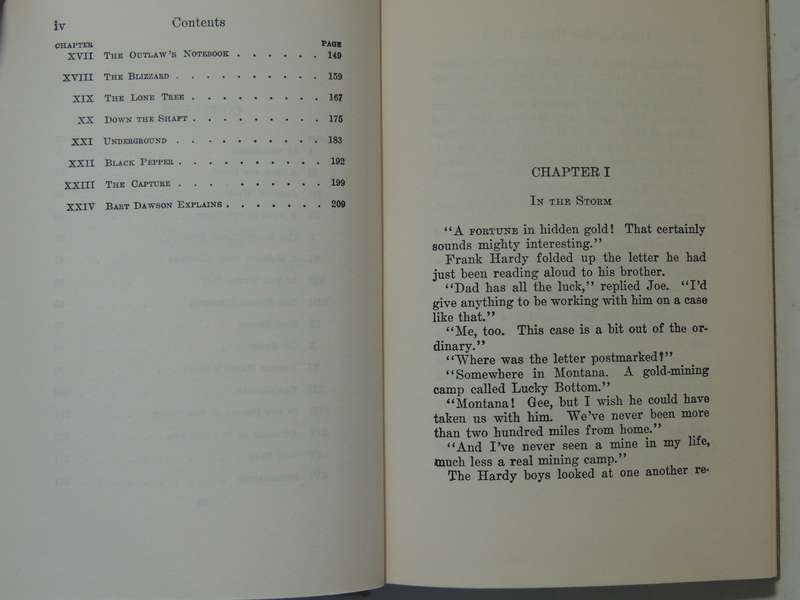 iv Contents
CHAPTER PAGE
XVII The Outlaw's Notebook . . . . . . 149
XVIII The Blizzard . . . . . . . . . . 159
XIX The Lone Tree . . . . . . . . . 167
XX Down the Shaft . . . . . . . . . 175
XXI Underground . . . . . . . . . . 183
XXII Black Pepper . . . . . . . . . . 192
XXIII The Capture . . . . . . . . . 199
XXIV Bart Dawson Explains . . . . . . . 209
CHAPTER I
In the Storm
"A FORTUNE in hidden gold! That certainly
sounds mighty interesting."
Frank Hardy folded up the letter he had
just been reading aloud to his brother.
"Dad has all the luck," replied Joe. "I'd
give anything to be working with him on a case
like that."
"Me, too. This case is a bit out of the or-
dinary."
"Where was the letter postmarked?"
"Somewhere in Montana. A gold-mining
camp called Lucky Bottom."
"Montana! Gee, but I wish he could have
taken us with him. We've never been more
than two hundred miles from home."
"And I've never seen a mine in my life,
much less a real mining camp."
The Hardy boys looked at one another re-